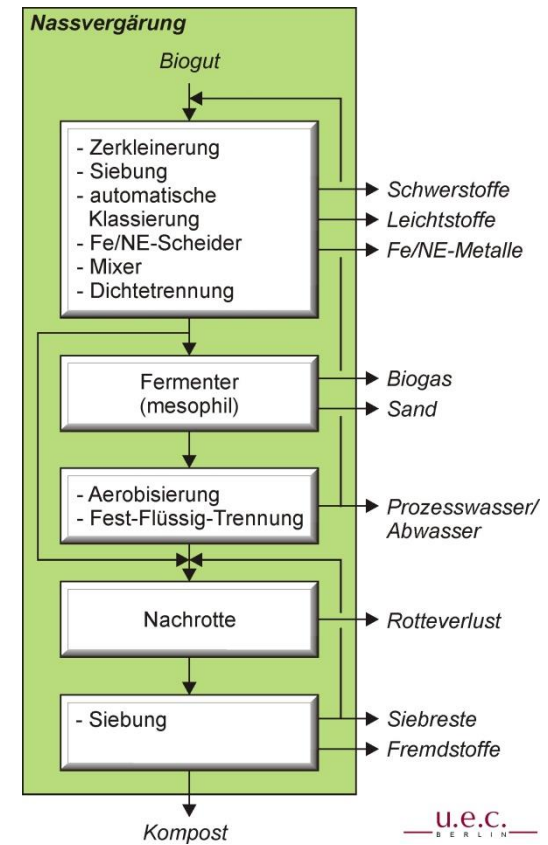 Nassvergärung
Biogut
- Zerkleinerung
- Siebung
- automatische
Klassierung
- Fe/NE-Scheider
- Mixer
- Dichtetrennung
Schwerstoffe
Leichtstoffe
Fe/NE-Metalle
Fermenter
(mesophil)
Biogas
Sand
- Aerobisierung
- Fest-Flüssig-Trennung
Prozesswasser/
Abwasser
Nachrotte
Rotteverlust
- Siebung
Siebreste
Fremdstoffe
Kompost
u.e.c.
BERLIN